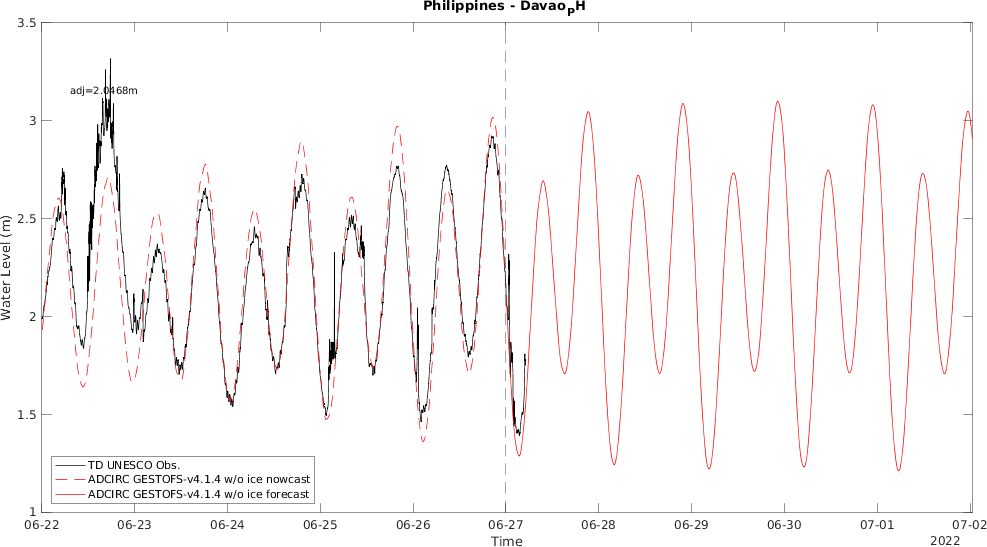 Philippines - DavaoPH
3.5
adj=2.0468m
3
2.5
Water Level (m)
2
1.5
TD UNESCO Obs.
ADCIRC GESTOFS-v4.1.4 w/o ice nowcast
ADCIRC GESTOFS-v4.1.4 w/o ice forecast
1
06-22 06-23 06-24 06-25 06-26 06-27 06-28 06-29 06-30 07-01 07-02
Time
2022